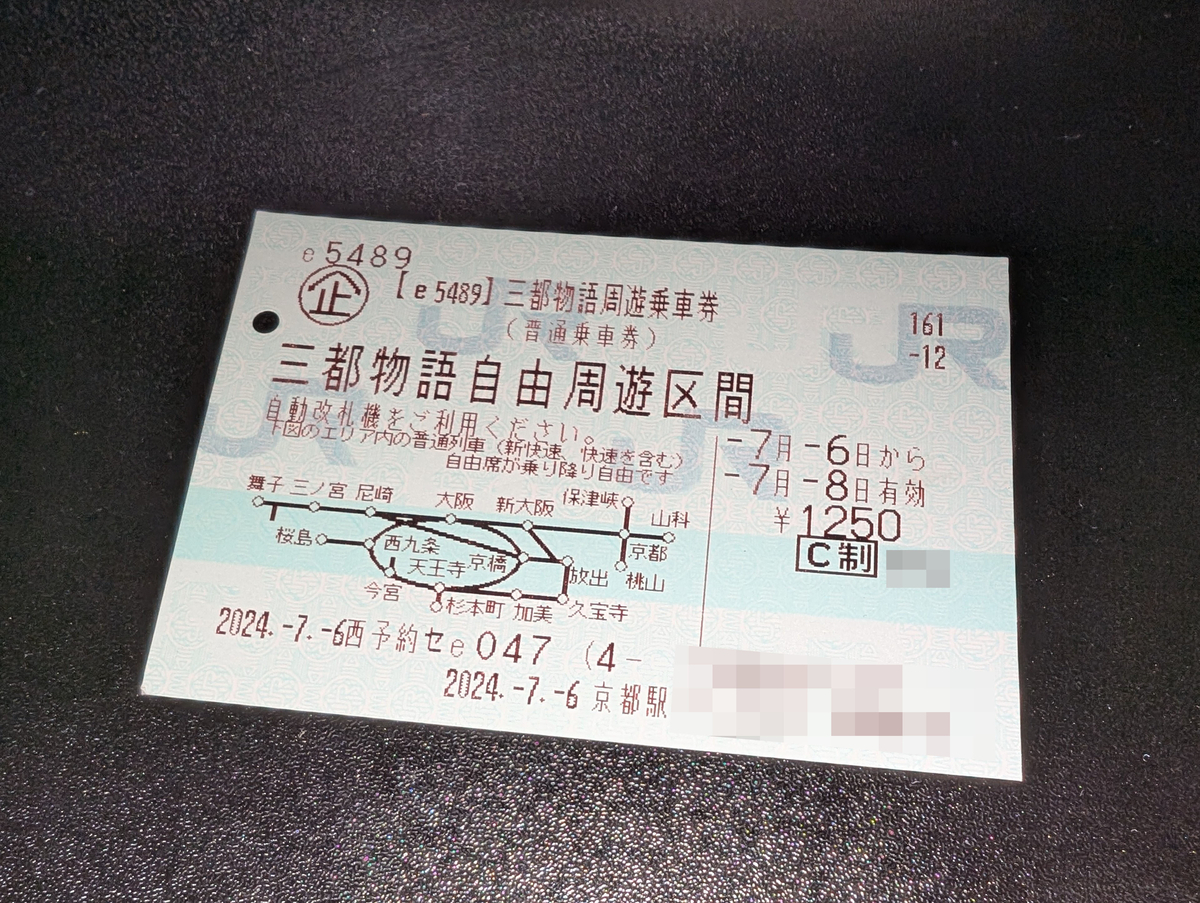 e5489
企 【e5489】三都物語周遊乗車券
(普通乗車券)
161
-12
三都物語自由周遊区間
自動改札機をご利用ください。
下図のエリア内の普通列車(新快速、快速を含む)
自由席が乗り降り自由です
-7月-6日から
-7月-8日有効
¥1250
C制
舞子 三ノ宮 尼崎 大阪 新大阪 保津峡 山科
桜島 西九条 京橋 京都
天王寺 放出 桃山
今宮 杉本町 加美 久宝寺
2024.-7.-6西予約セe047 (4-
2024.-7.-6 京都駅
JR
JR
JR
JR